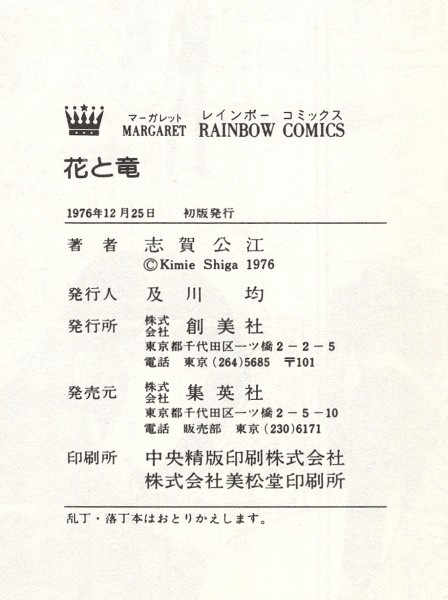 マーガレット レインボー コミックス
MARGARET RAINBOW COMICS
花と竜
1976年12月25日 初版発行
著者 志賀公江
©Kimie Shiga 1976
発行人 及川 均
発行所 株式会社 創美社
東京都千代田区一ツ橋2-2-5
電話 東京(264)5685 〒101
発売元 株式会社 集英社
東京都千代田区一ツ橋2-5-10
電話 販売部 東京(230)6171
印刷所 中央精版印刷株式会社
株式会社美松堂印刷所
乱丁・落丁本はおとりかえします。